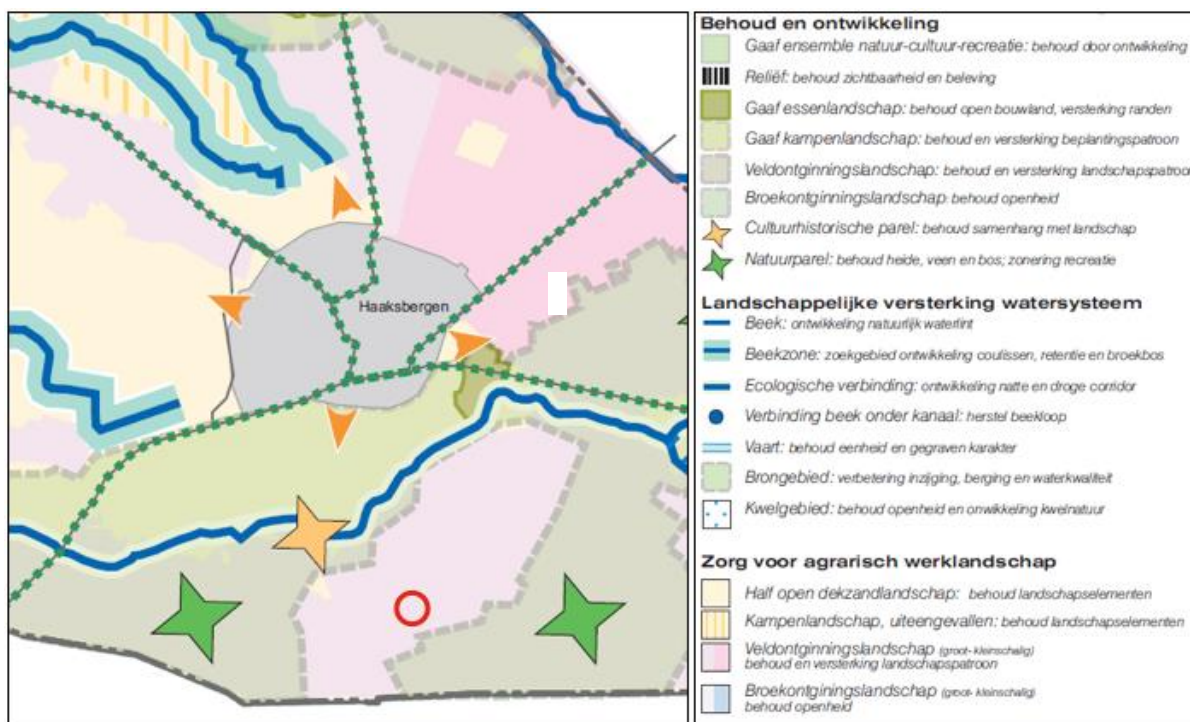 Haaksbergen
Behoud en ontwikkeling
Gaaf ensemble natuur-cultuur-recreatie: behoud door ontwikkeling
Reliëf: behoud zichtbaarheid en beleving
Gaaf essenlandschap: behoud open bouwland, versterking randen
Gaaf kampenlandschap: behoud en versterking beplantingspatroon
Veldontginningslandschap: behoud en versterking landschapspatroon
Broekontginningslandschap: behoud openheid
Cultuurhistorische parel: behoud samenhang met landschap
Natuurparel: behoud heide, veen en bos; zonering recreatie
Landschappelijke versterking watersysteem
Beek: ontwikkeling natuurlijk waterlint
Beekzone: zoekgebied ontwikkeling coulissen, retentie en broekbos
Ecologische verbinding: ontwikkeling natte en droge corridor
Verbinding beek onder kanaal: herstel beekloop
Vaart: behoud eenheid en gegraven karakter
Brongebied: verbetering inzijging, berging en waterkwaliteit
Kwelgebied: behoud openheid en onwikkeling kwelnatuur
Zorg voor agrarisch werklandschap
Half open dekzandlandschap: behoud landschapselementen
Kampenlandschap, uiteengevallen: behoud landschapselementen
Veldontginningslandschap (groot- kleinschalig)
behoud en versterking landschapspatroon
Broekontgininingslandschap (groot- kleinschalig)
behoud openheid